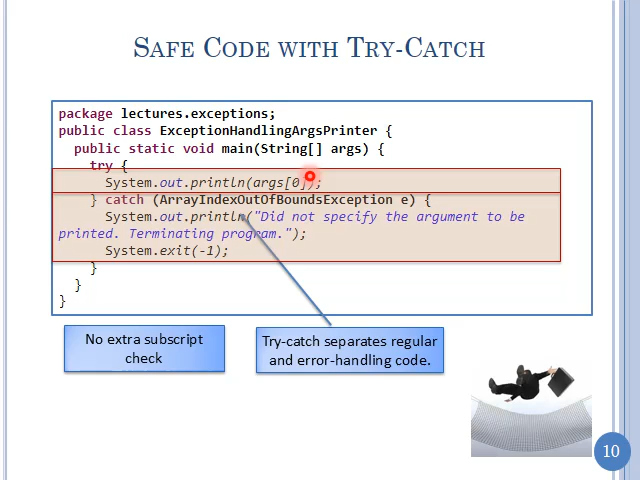 SAFE CODE WITH TRY-CATCH
package lectures.exceptions;
public class ExceptionHandlingArgsPrinter {
public static void main(String[] args) {
try {
System.out.println(args[0]);
} catch (ArrayIndexOutOfBoundsException e) {
System.out.println("Did not specify the argument to be
printed. Terminating program.");
System.exit(-1);
}
}
}
No extra subscript
check
Try-catch separates regular
and error-handling code.
10